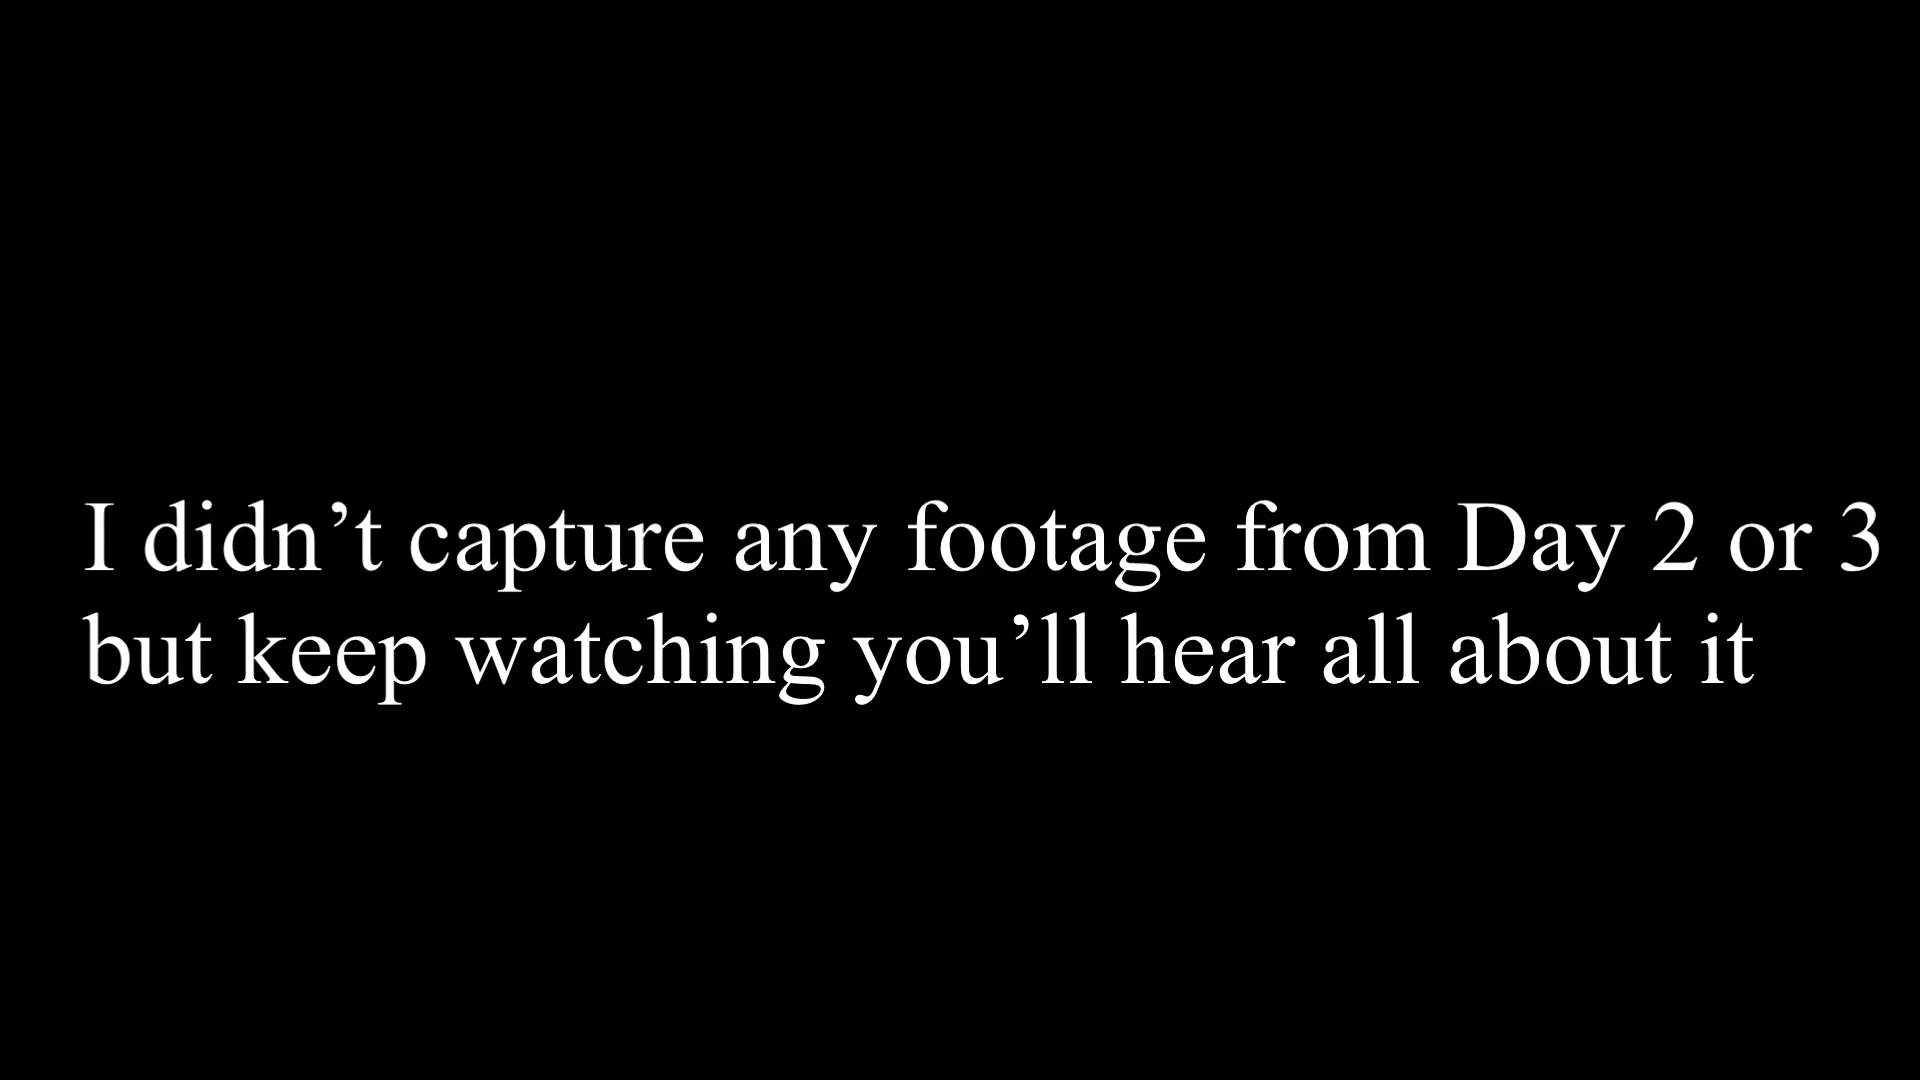 I didn’t capture any footage from Day 2 or 3
but keep watching you’ll hear all about it